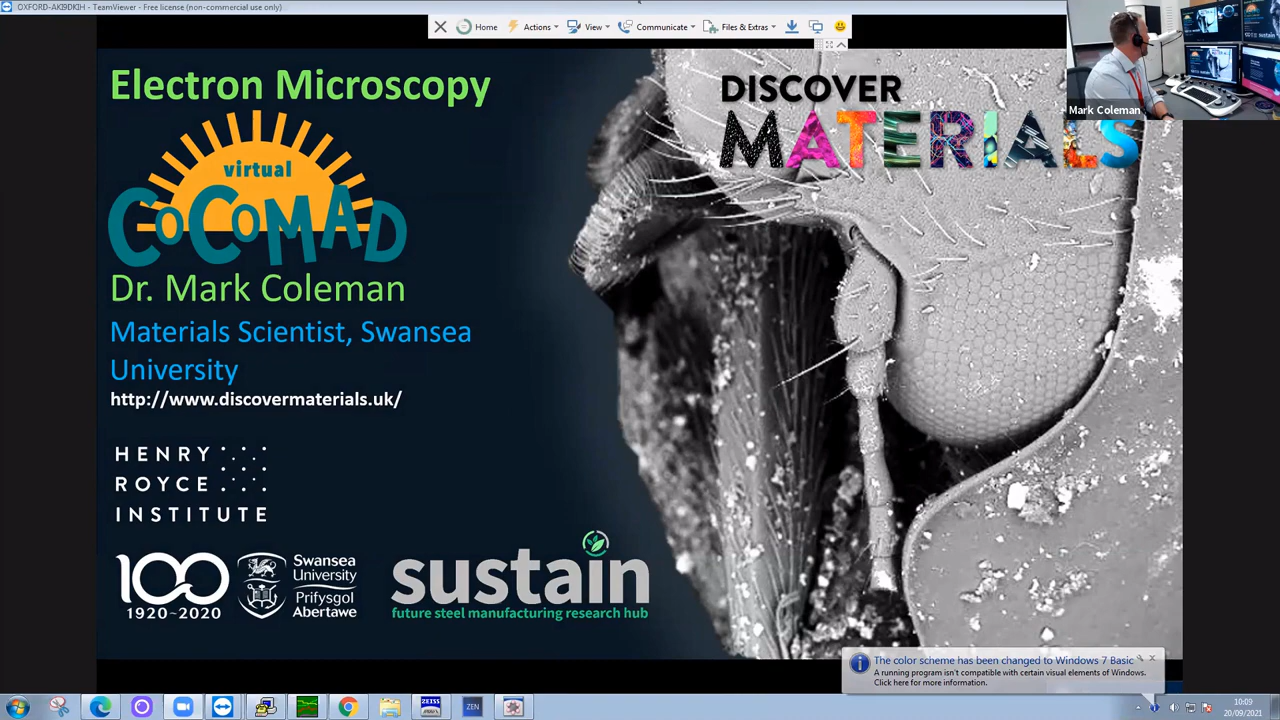 OXFORD-AKI9DKIH - TeamViewer - Free license (non-commercial use only)
Home
Actions
View
Communicate
Files & Extras
Mark Coleman
Electron Microscopy
virtual
CoCoMAD
Dr. Mark Coleman
Materials Scientist, Swansea
University
http://www.discovermaterials.uk/
DISCOVER
MATERIALS
HENRY
ROYCE
INSTITUTE
100
1920~2020
Swansea
University
Prifysgol
Abertawe
sustain
future steel manufacturing research hub
The color scheme has been changed to Windows 7 Basic
A running program isn't compatible with certain visual elements of Windows.
Click here for more information.
ZEISS
ZEN
10:09
20/09/2021